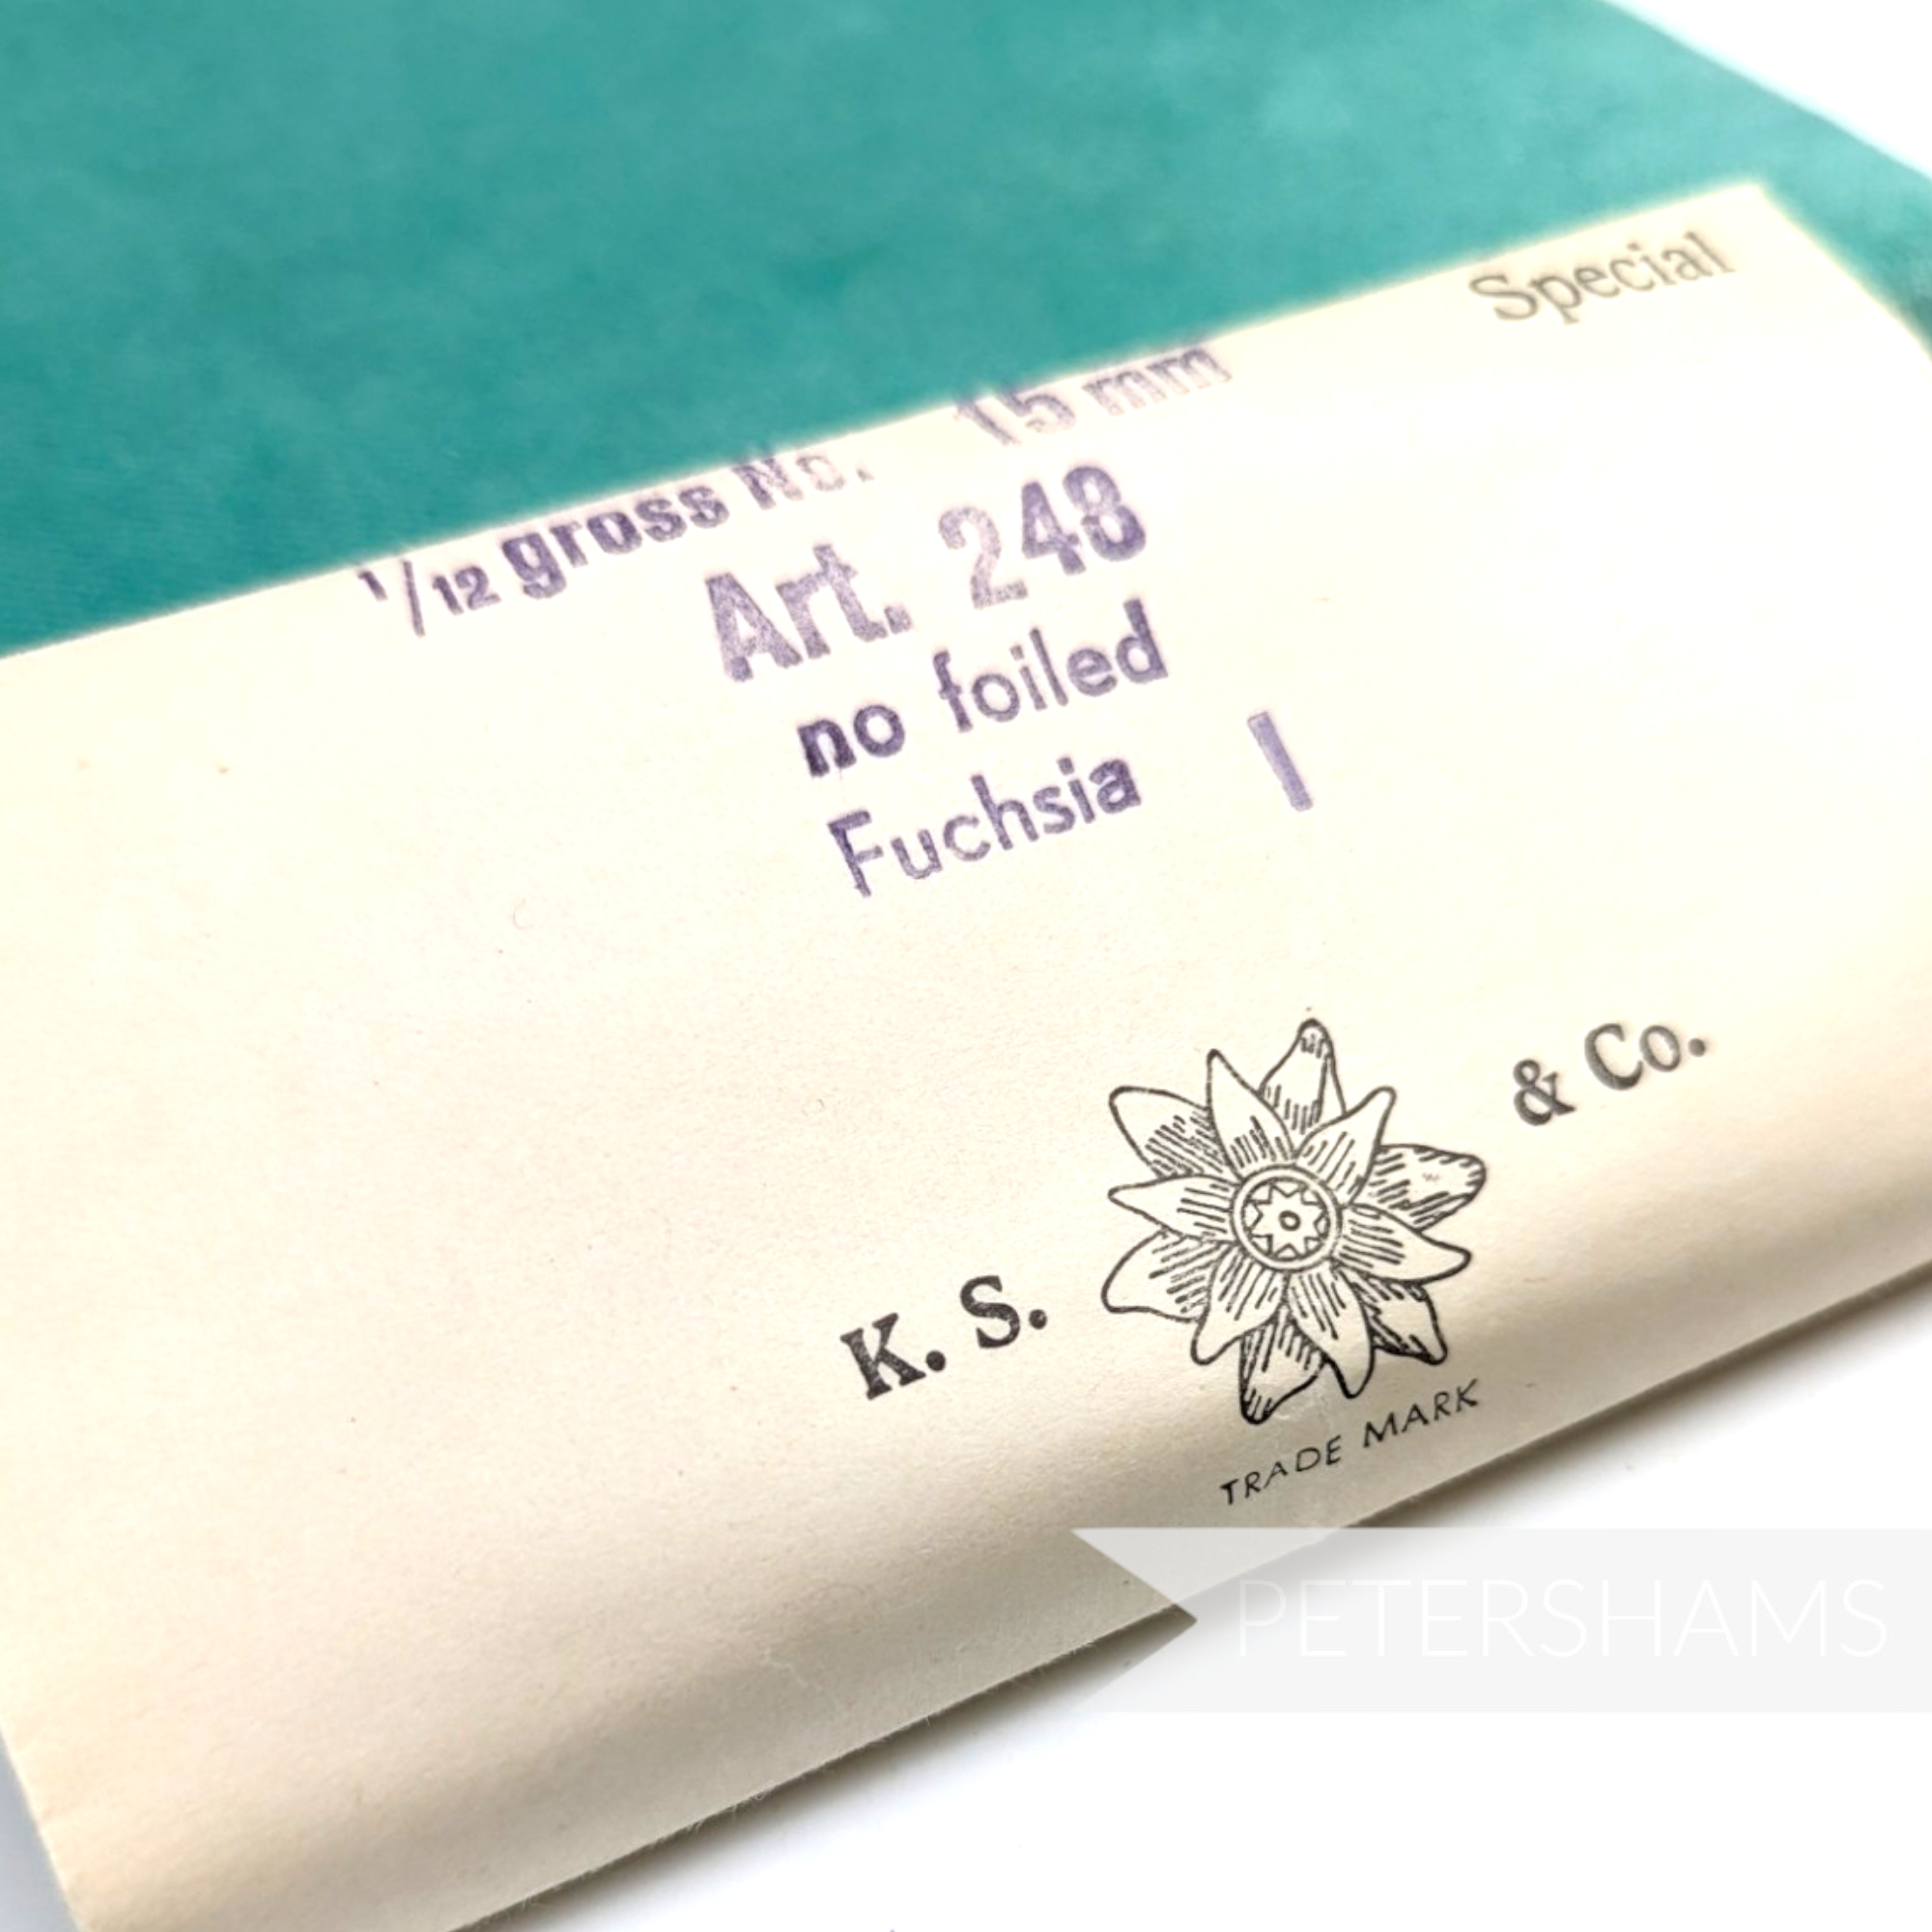 Special
1/12 gross No. 15 mm
Art. 248
no foiled
Fuchsia I
K. S. & Co.
TRADE MARK
PETERSHAMS